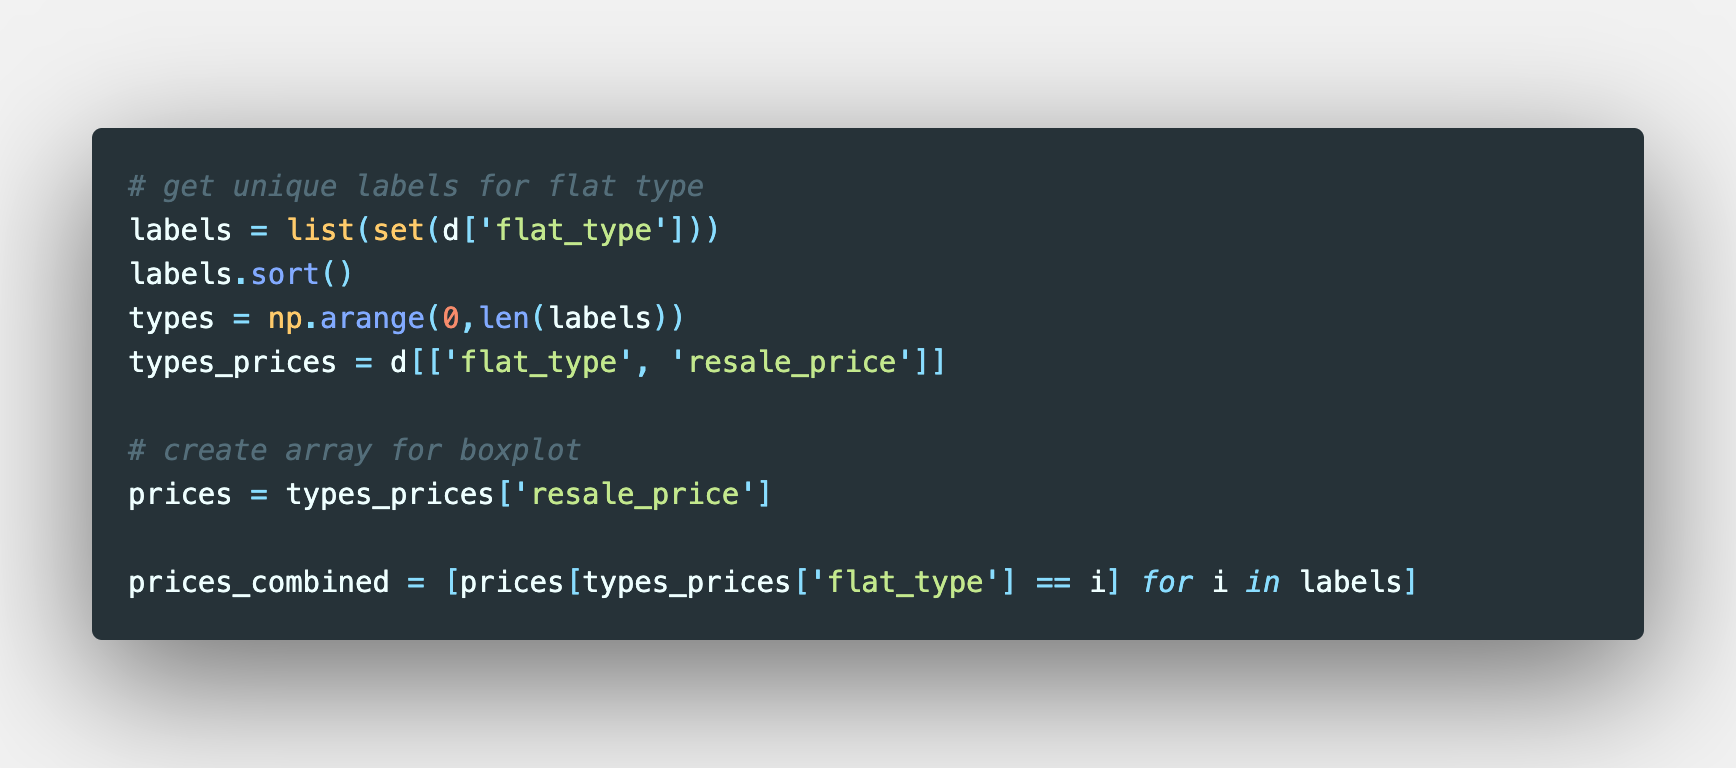 # get unique labels for flat type
labels = list(set(d['flat_type']))
labels.sort()
types = np.arange(0,len(labels))
types_prices = d[['flat_type', 'resale_price']]
# create array for boxplot
prices = types_prices['resale_price']
prices_combined = [prices[types_prices['flat_type'] == i] for i in labels]